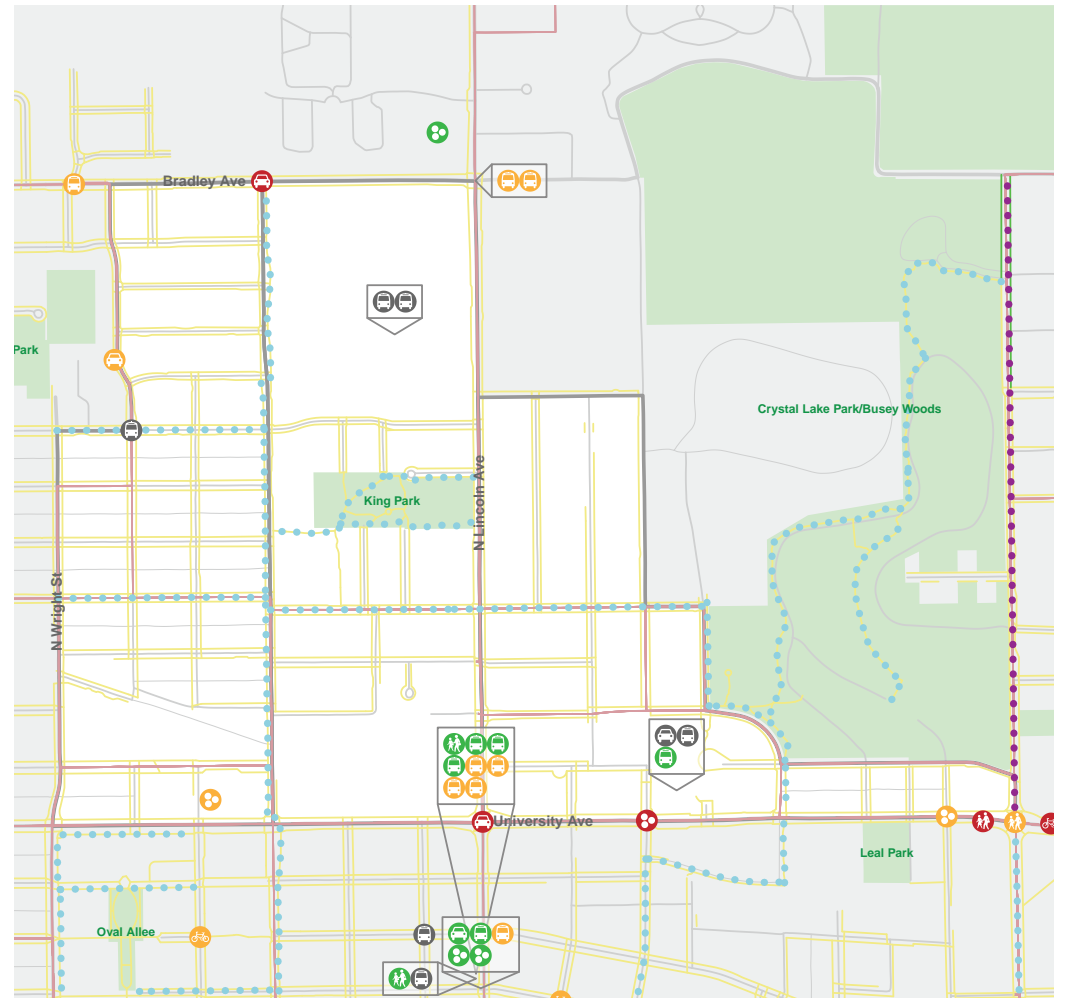 Bradley Ave
Park
Crystal Lake Park/Busey Woods
King Park
N Lincoln Ave
N Wright St
University Ave
Leal Park
Oval Allee